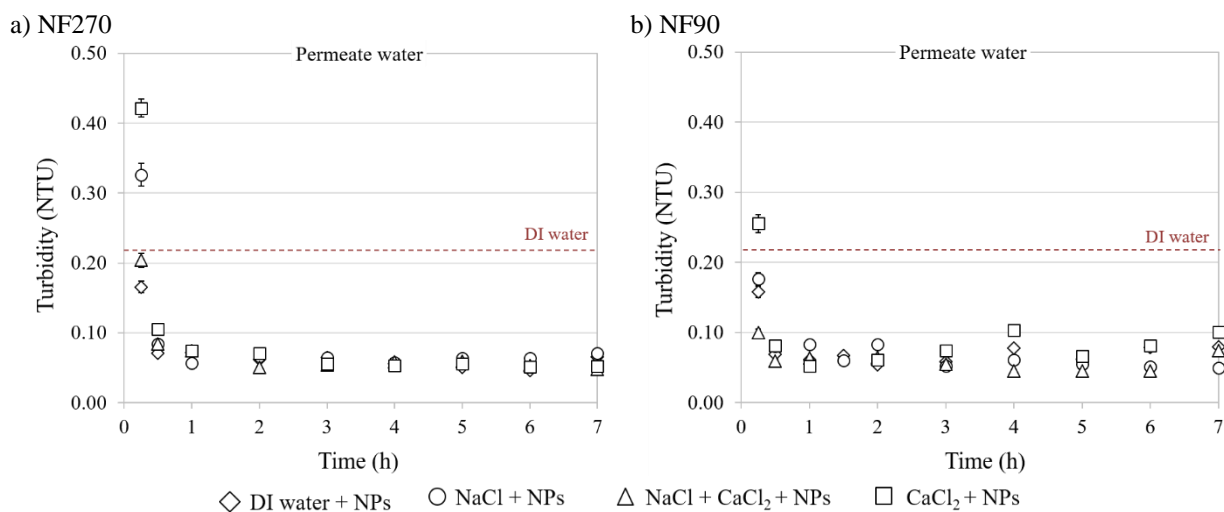 a) NF270
Permeate water
0.50
0.40
0.30
0.20
0.10
0.00
Turbidity (NTU)
DI water
0 1 2 3 4 5 6 7
Time (h)
b) NF90
Permeate water
0.50
0.40
0.30
0.20
0.10
0.00
Turbidity (NTU)
DI water
0 1 2 3 4 5 6 7
Time (h)
DI water + NPs NaCl + NPs NaCl + CaCl₂ + NPs CaCl₂ + NPs